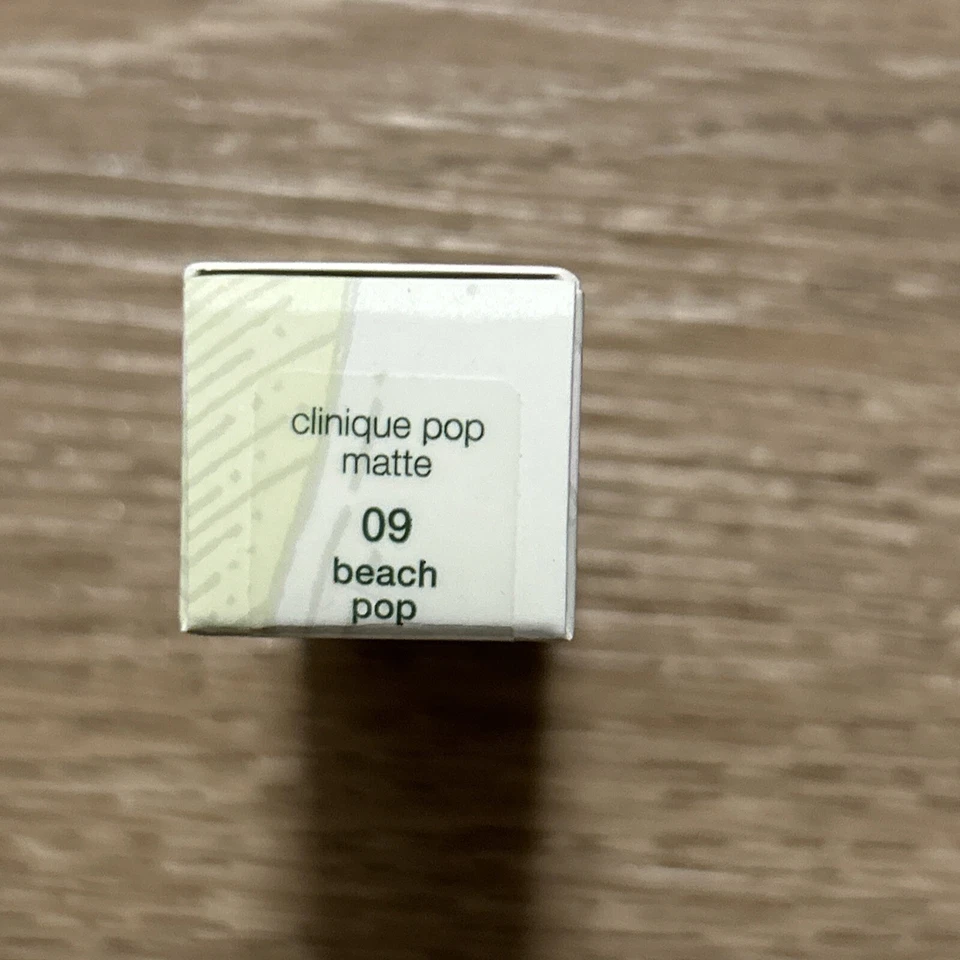 clinique pop
matte
09
beach
pop